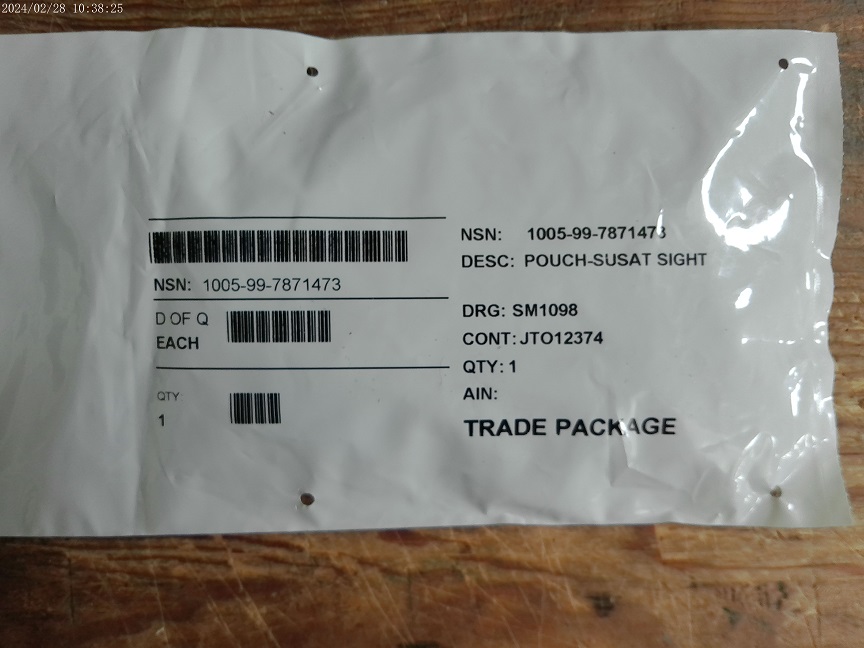 2024/02/28 10:38:25
NSN: 1005-99-7871473
D OF Q
EACH
QTY
1
NSN: 1005-99-7871473
DESC: POUCH-SUSAT SIGHT
DRG: SM1098
CONT: JTO12374
QTY: 1
AIN:
TRADE PACKAGE